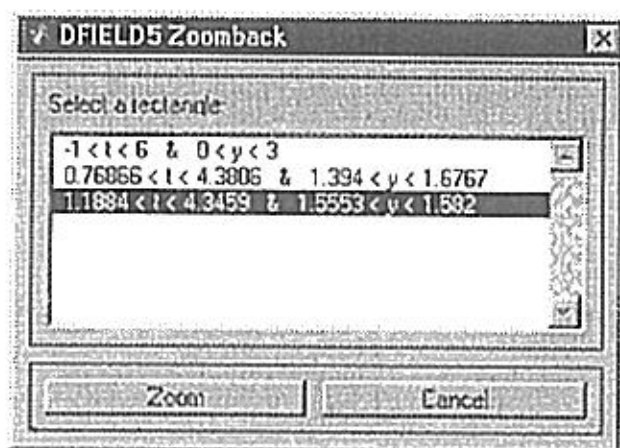 DFIELD5 Zoomback
Select a rectangle:
-1 < t < 6 & 0 < y < 3
0.76866 < t < 4.3806 & 1.394 < y < 1.6767
1.1884 < t < 4.3459 & 1.5553 < y < 1.582
Zoom Cancel